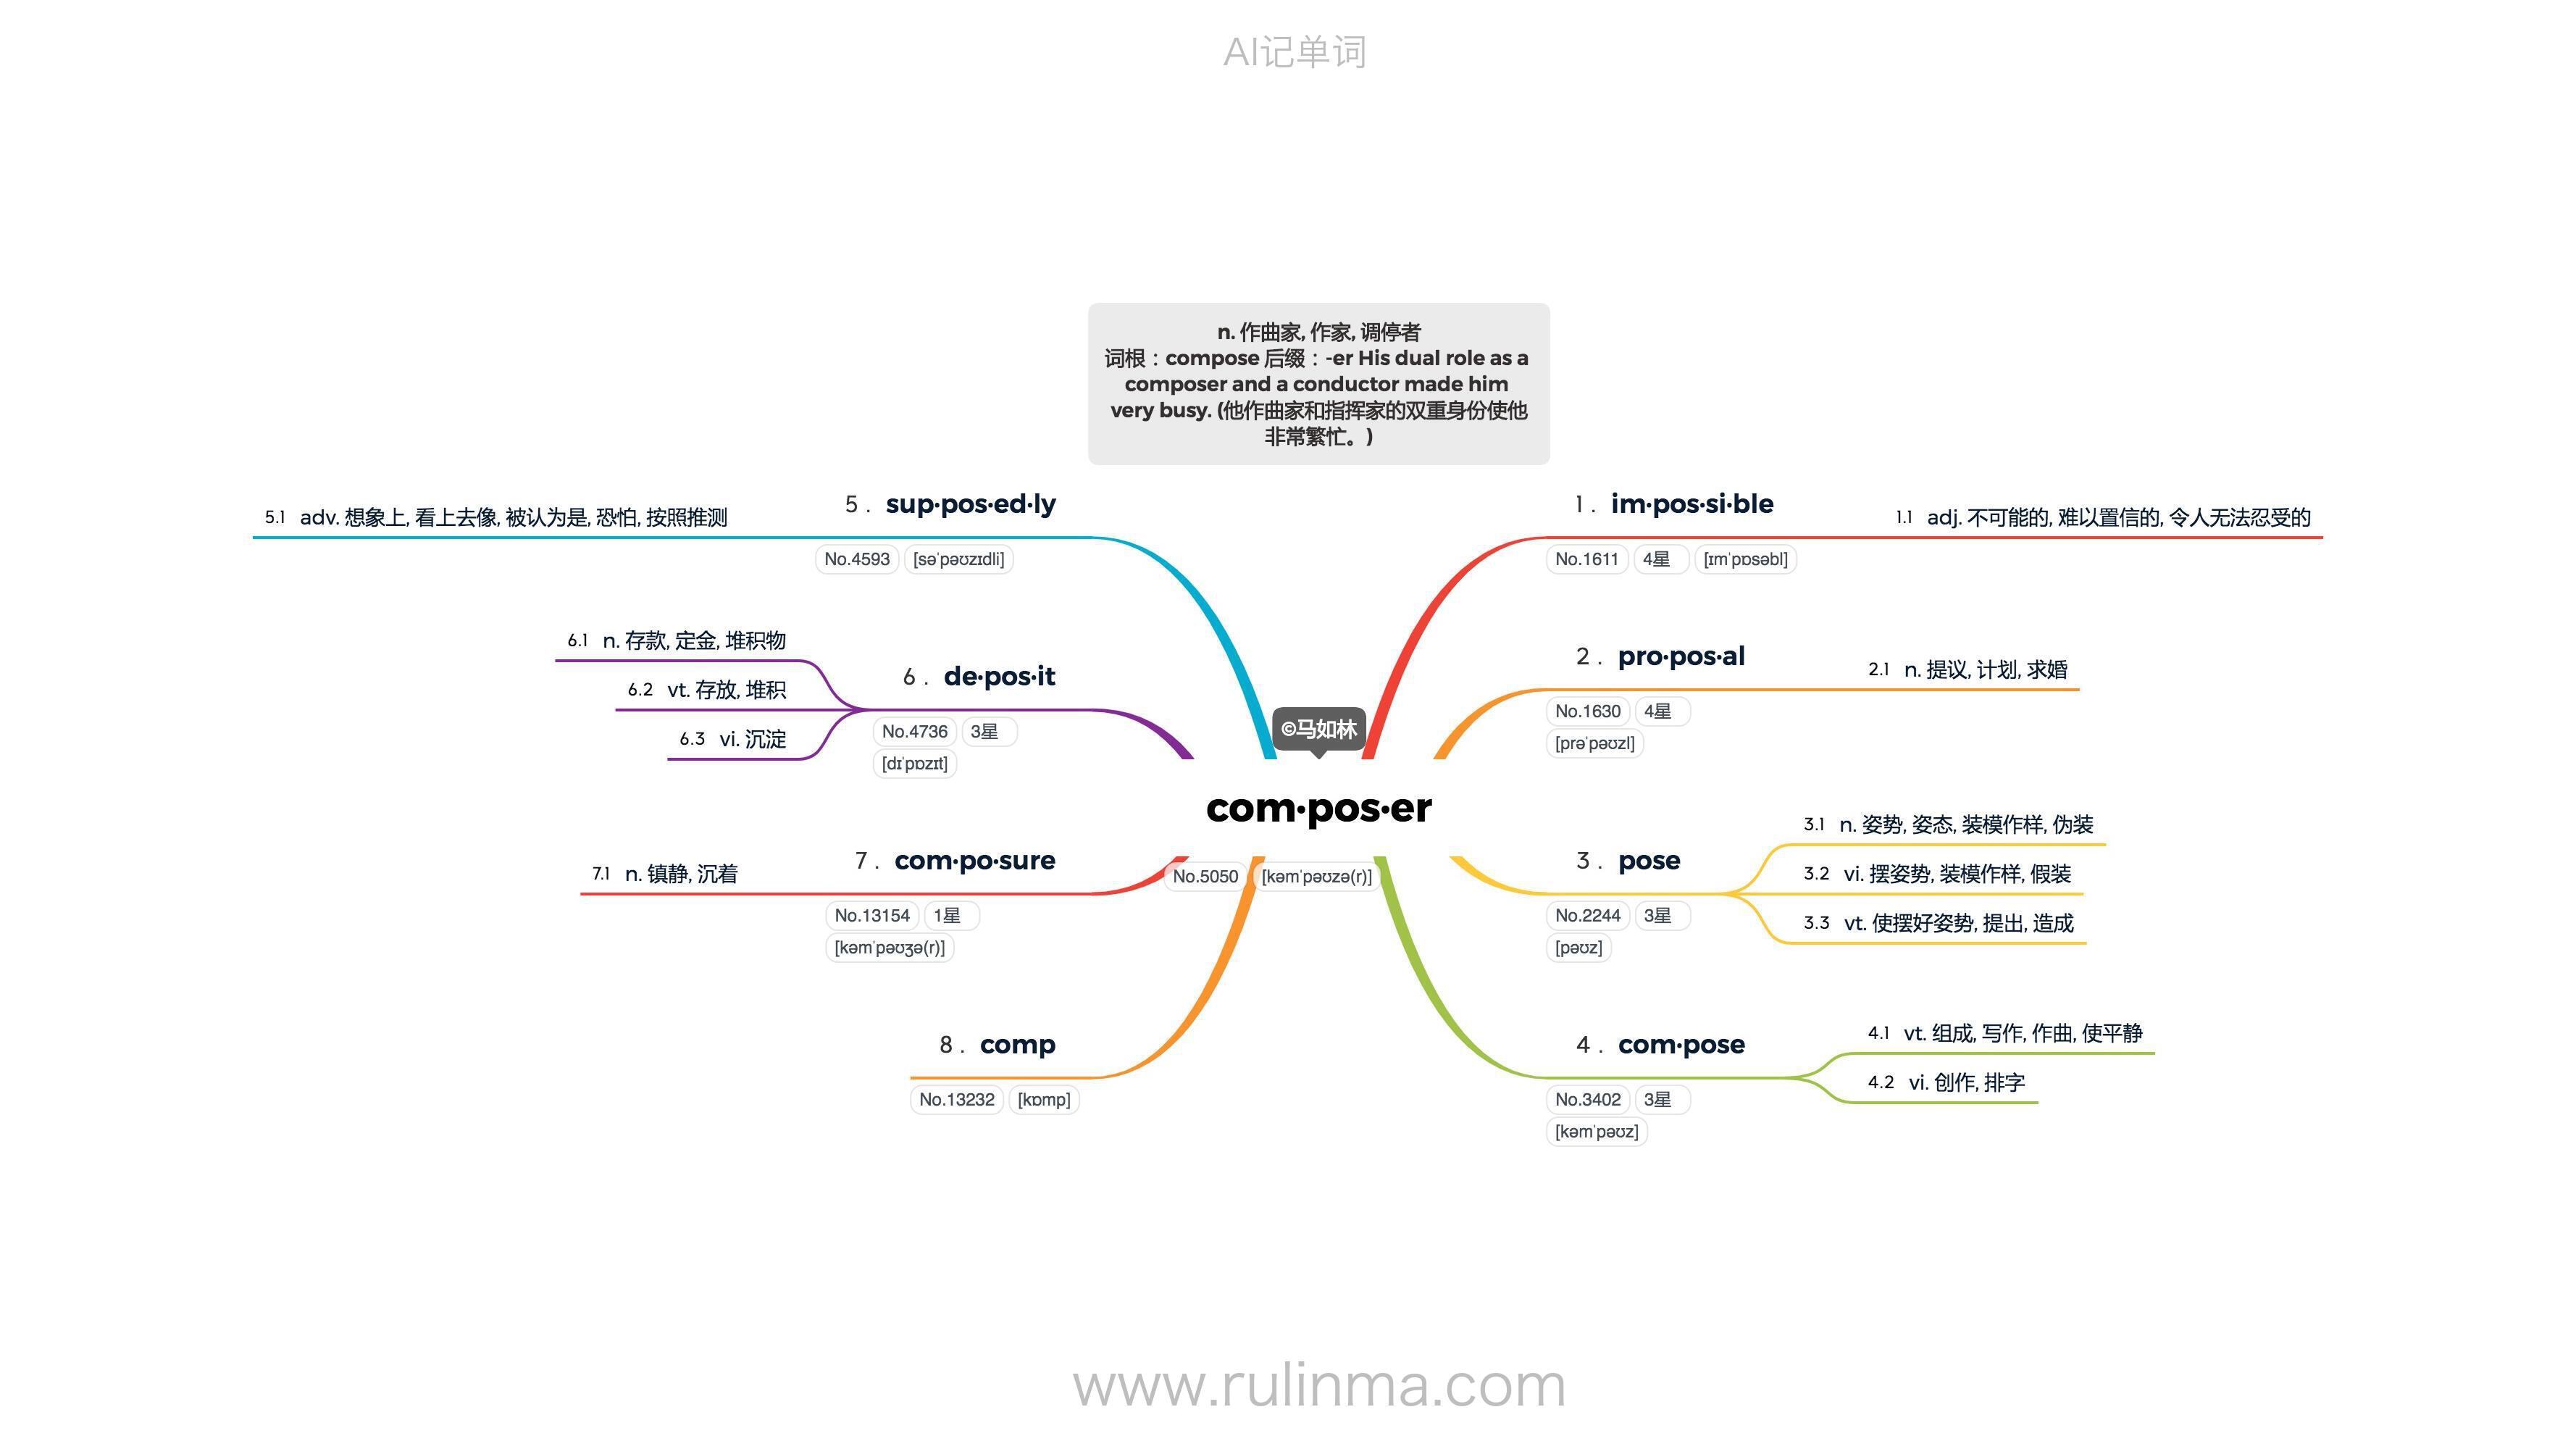 AI记单词
n. 作曲家, 作家, 调停者
词根：compose 后缀：-er His dual role as a
composer and a conductor made him
very busy. (他作曲家和指挥家的双重身份使他
非常繁忙。)
©马如林
com·pos·er
No.5050 [kəmˈpəʊzə(r)]
1. im·pos·si·ble
No.1611 4星 [ɪmˈpɒsəbl]
1.1 adj. 不可能的, 难以置信的, 令人无法忍受的
2. pro·pos·al
No.1630 4星
[prəˈpəʊzl]
2.1 n. 提议, 计划, 求婚
3. pose
No.2244 3星
[pəʊz]
3.1 n. 姿势, 姿态, 装模作样, 伪装
3.2 vi. 摆姿势, 装模作样, 假装
3.3 vt. 使摆好姿势, 提出, 造成
4. com·pose
No.3402 3星
[kəmˈpəʊz]
4.1 vt. 组成, 写作, 作曲, 使平静
4.2 vi. 创作, 排字
5. sup·pos·ed·ly
No.4593 [səˈpəʊzɪdli]
5.1 adv. 想象上, 看上去像, 被认为是, 恐怕, 按照推测
6. de·pos·it
No.4736 3星
[dɪˈpɒzɪt]
6.1 n. 存款, 定金, 堆积物
6.2 vt. 存放, 堆积
6.3 vi. 沉淀
7. com·po·sure
No.13154 1星
[kəmˈpəʊʒə(r)]
7.1 n. 镇静, 沉着
8. comp
No.13232 [kɒmp]
www.rulinma.com